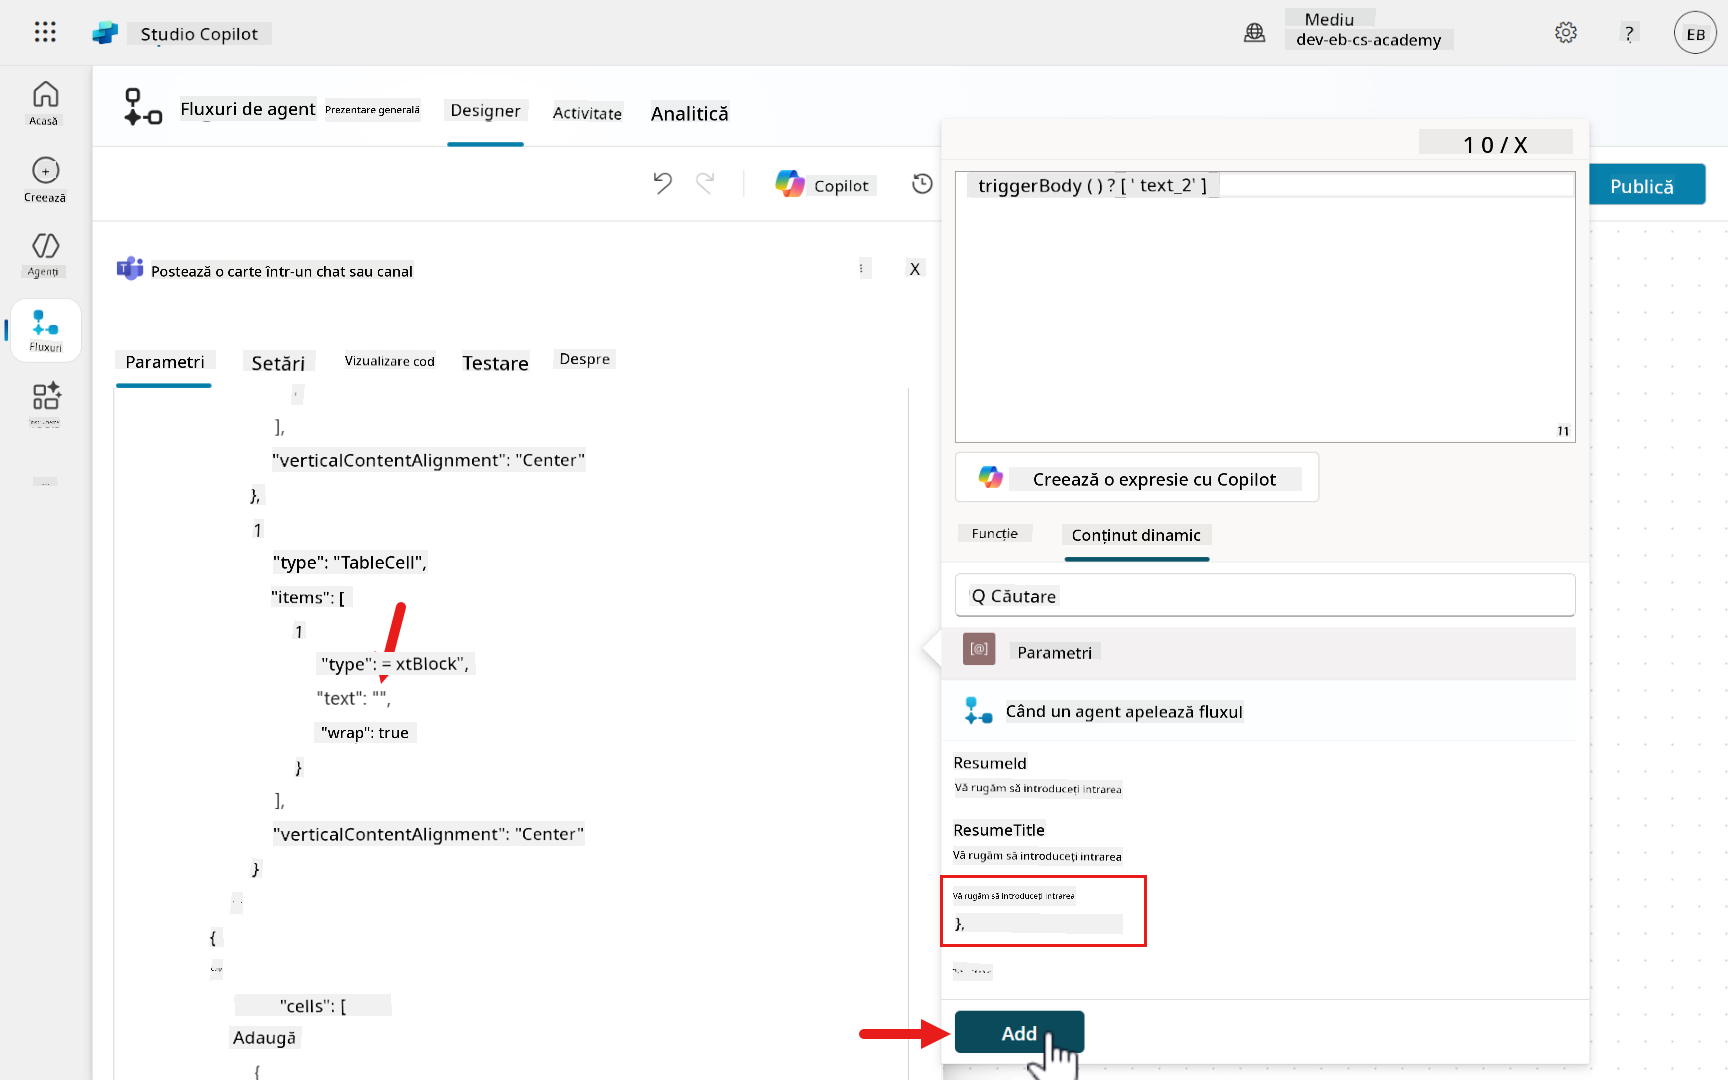 Studio Copilot
Mediu
dev-eb-cs-academy
?
EB
Acasă
Creează
Agenți
Fluxuri
Fluxuri de agent
Prezentare generală
Designer
Activitate
Analitică
Copilot
Publică
Postează o carte într-un chat sau canal
X
Parametri
Setări
Vizualizare cod
Testare
Despre
],
"verticalContentAlignment": "Center"
},
1
"type": "TableCell",
"items": [
1
"type": = xtBlock",
"text": "",
"wrap": true
}
],
"verticalContentAlignment": "Center"
}
{
"cells": [
Adaugă
{
1 0 / X
triggerBody ( ) ? [ ' text_2' ]
11
Creează o expresie cu Copilot
Funcție
Conținut dinamic
Q Căutare
[@]
Parametri
Când un agent apelează fluxul
ResumeId
Vă rugăm să introduceți intrarea
ResumeTitle
Vă rugăm să introduceți intrarea
Vă rugăm să introduceți intrarea
},
Add